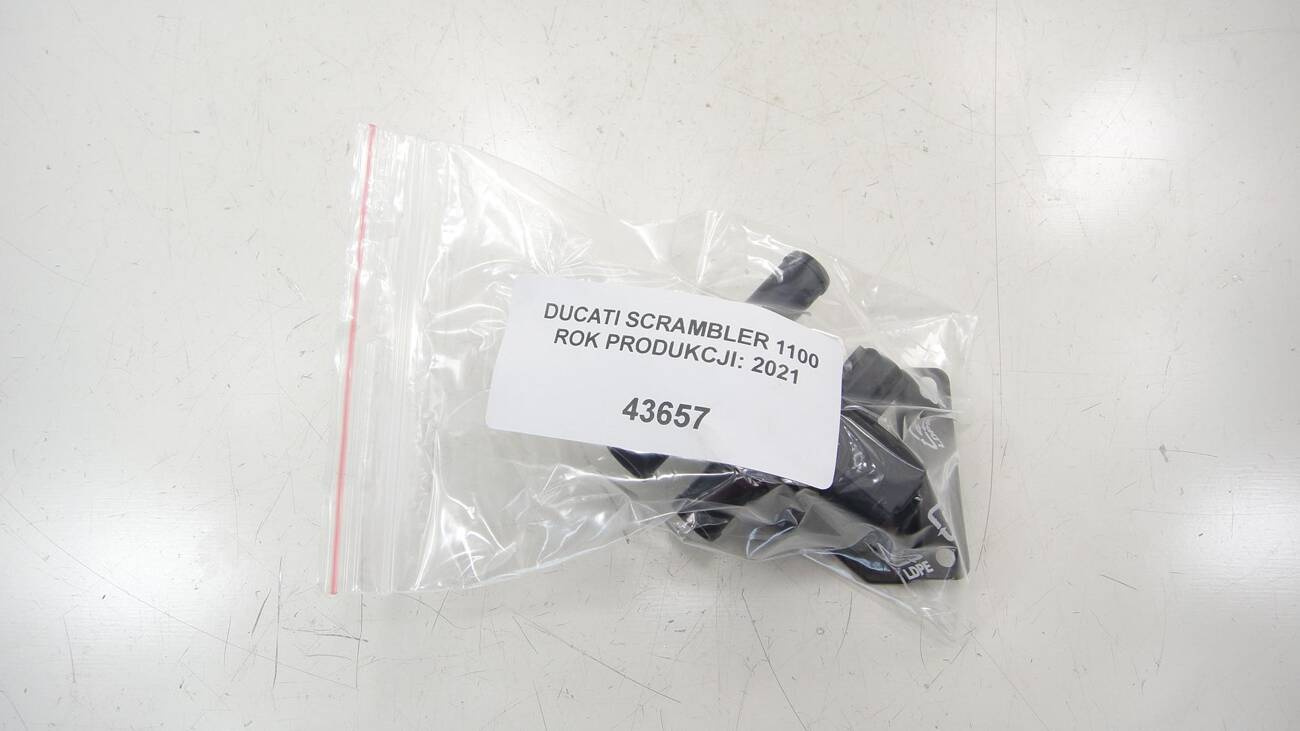 DUCATI SCRAMBLER 1100
ROK PRODUKCJI: 2021
43657
LDPE